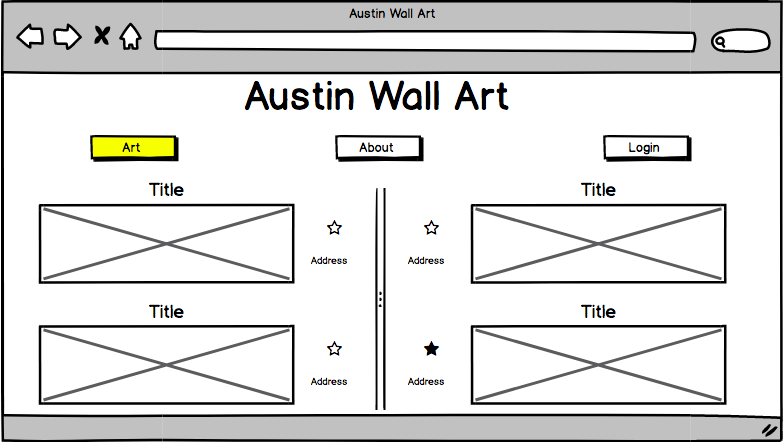 Austin Wall Art
Austin Wall Art
Art
About
Login
Title
Title
Address
Address
Title
Title
Address
Address